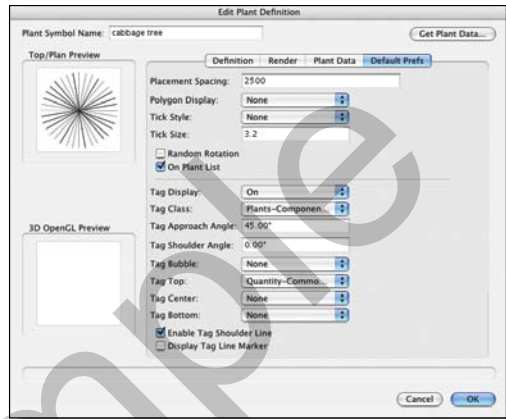 Edit Plant Definition
Plant Symbol Name: cabbage tree
Get Plant Data...
Top/Plan Preview
3D OpenGL Preview
Definition Render Plant Data Default Prefs
Placement Spacing: 2500
Polygon Display: None
Tick Style: None
Tick Size: 3.2
Random Rotation
On Plant List
Tag Display: On
Tag Class: Plants-Componen...
Tag Approach Angle: 45.00°
Tag Shoulder Angle: 0.00°
Tag Bubble: None
Tag Top: Quantity-Commo...
Tag Center: None
Tag Bottom: None
Enable Tag Shoulder Line
Display Tag Line Marker
Cancel OK